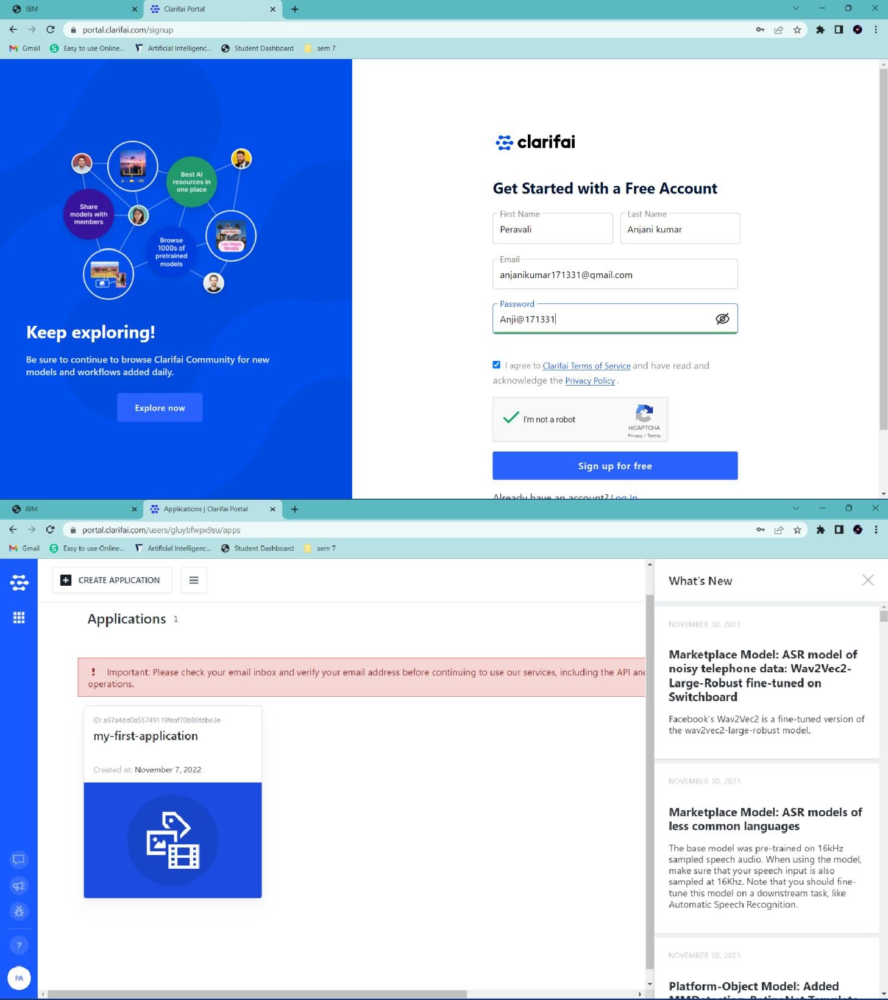 IBM
Clarifai Portal
portal.clarifai.com/signup
Gmail
Easy to use Online...
Artificial Intelligenc...
Student Dashboard
sem 7
Best AI
resources in
one place
Share
models with
members
Browse
1000s of
pretrained
models
Las Vegas
Nevada
Keep exploring!
Be sure to continue to browse Clarifai Community for new
models and workflows added daily.
Explore now
clarifai
Get Started with a Free Account
First Name
Peravali
Last Name
Anjani kumar
Email
anjanikumar171331@gmail.com
Password
Anji@171331
I agree to Clarifai Terms of Service and have read and
acknowledge the Privacy Policy .
I'm not a robot
reCAPTCHA
Privacy - Terms
Sign up for free
Already have an account? Log In
IBM
Applications | Clarifai Portal
portal.clarifai.com/users/gluybfwpx9su/apps
Gmail
Easy to use Online...
Artificial Intelligenc...
Student Dashboard
sem 7
CREATE APPLICATION
Applications 1
! Important: Please check your email inbox and verify your email address before continuing to use our services, including the API and
operations.
ID: a97a4dd0a55749119feaf70b86fdbe3e
my-first-application
Created at: November 7, 2022
?
PA
What's New
NOVEMBER 30, 2021
Marketplace Model: ASR model of
noisy telephone data: Wav2Vec2-
Large-Robust fine-tuned on
Switchboard
Facebook's Wav2Vec2 is a fine-tuned version of
the wav2vec2-large-robust model.
NOVEMBER 30, 2021
Marketplace Model: ASR models of
less common languages
The base model was pre-trained on 16kHz
sampled speech audio. When using the model,
make sure that your speech input is also
sampled at 16Khz. Note that you should fine-
tune this model on a downstream task, like
Automatic Speech Recognition.
NOVEMBER 30, 2021
Platform-Object Model: Added